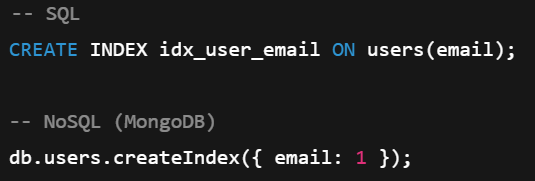 -- SQL
CREATE INDEX idx_user_email ON users(email);
-- NoSQL (MongoDB)
db.users.createIndex({ email: 1 });